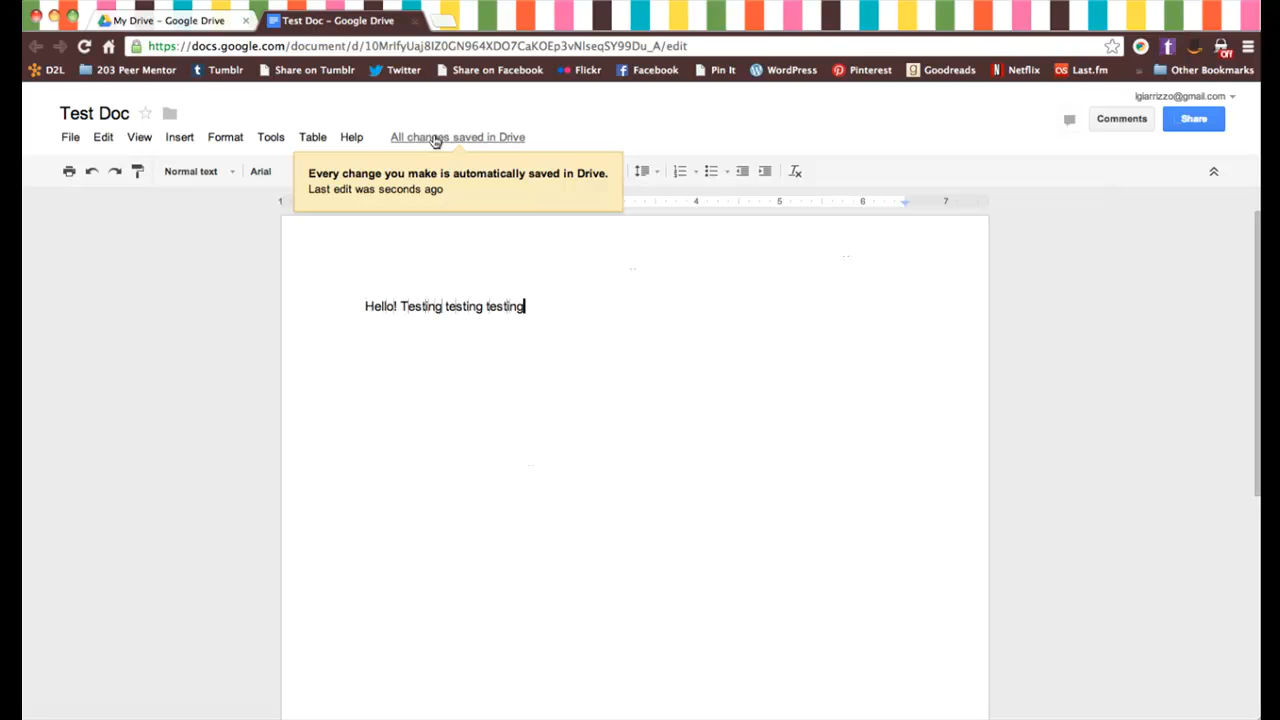 My Drive – Google Drive
Test Doc – Google Drive
https://docs.google.com/document/d/10MrIfyUaj8IZ0GN964XDO7CaKOEp3vNlseqSY99Du_A/edit
D2L 203 Peer Mentor Tumblr Share on Tumblr Twitter Share on Facebook Flickr Facebook Pin It WordPress Pinterest Goodreads Netflix Last.fm » Other Bookmarks
lgiarrizzo@gmail.com
Test Doc
Comments Share
File Edit View Insert Format Tools Table Help All changes saved in Drive
Normal text Arial
Every change you make is automatically saved in Drive.
Last edit was seconds ago
1 4 5 6 7
Hello! Testing testing testing